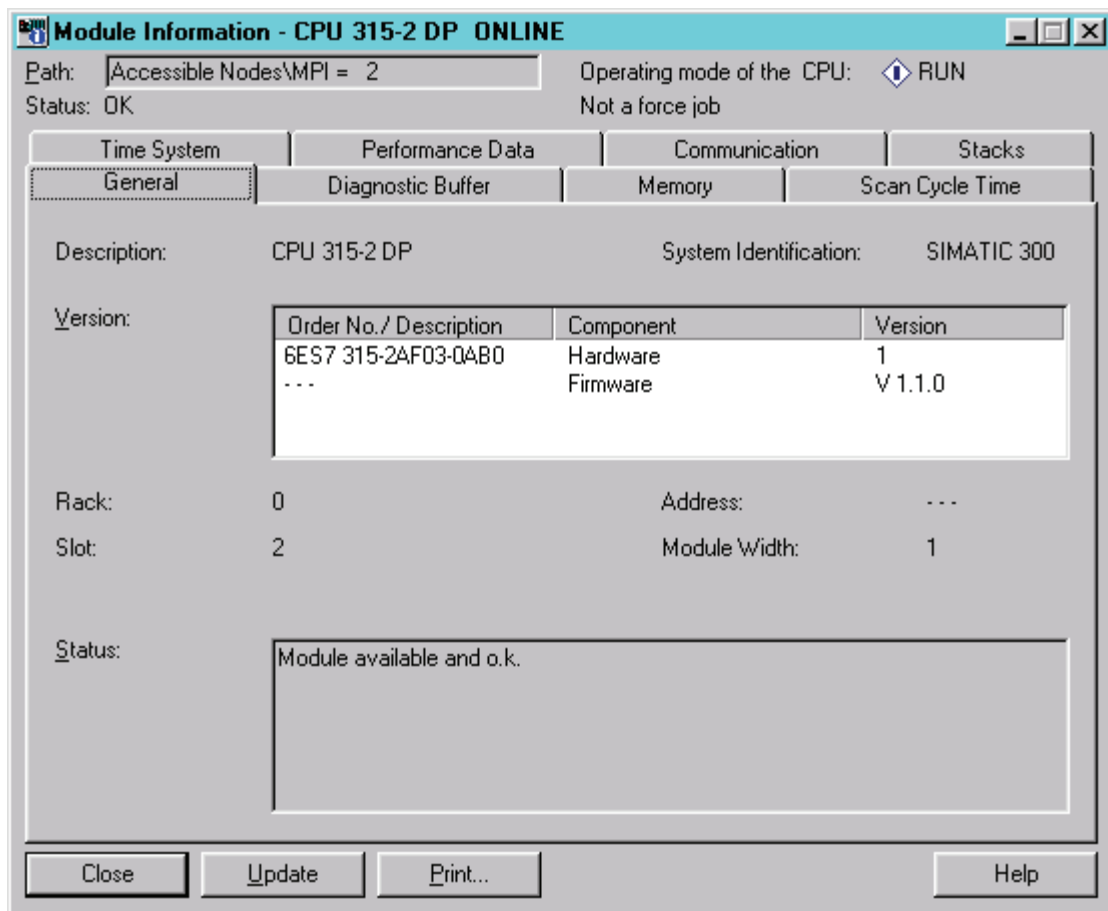 Module Information - CPU 315-2 DP  ONLINE
Path: Accessible Nodes\MPI =  2 Operating mode of the CPU: RUN
Status: OK Not a force job
Time System Performance Data Communication Stacks
General Diagnostic Buffer Memory Scan Cycle Time
Description: CPU 315-2 DP System Identification: SIMATIC 300
Version: Order No./ Description Component Version
6ES7 315-2AF03-0AB0 Hardware 1
- - - Firmware V 1.1.0
Rack: 0 Address: - - -
Slot: 2 Module Width: 1
Status: Module available and o.k.
Close Update Print... Help